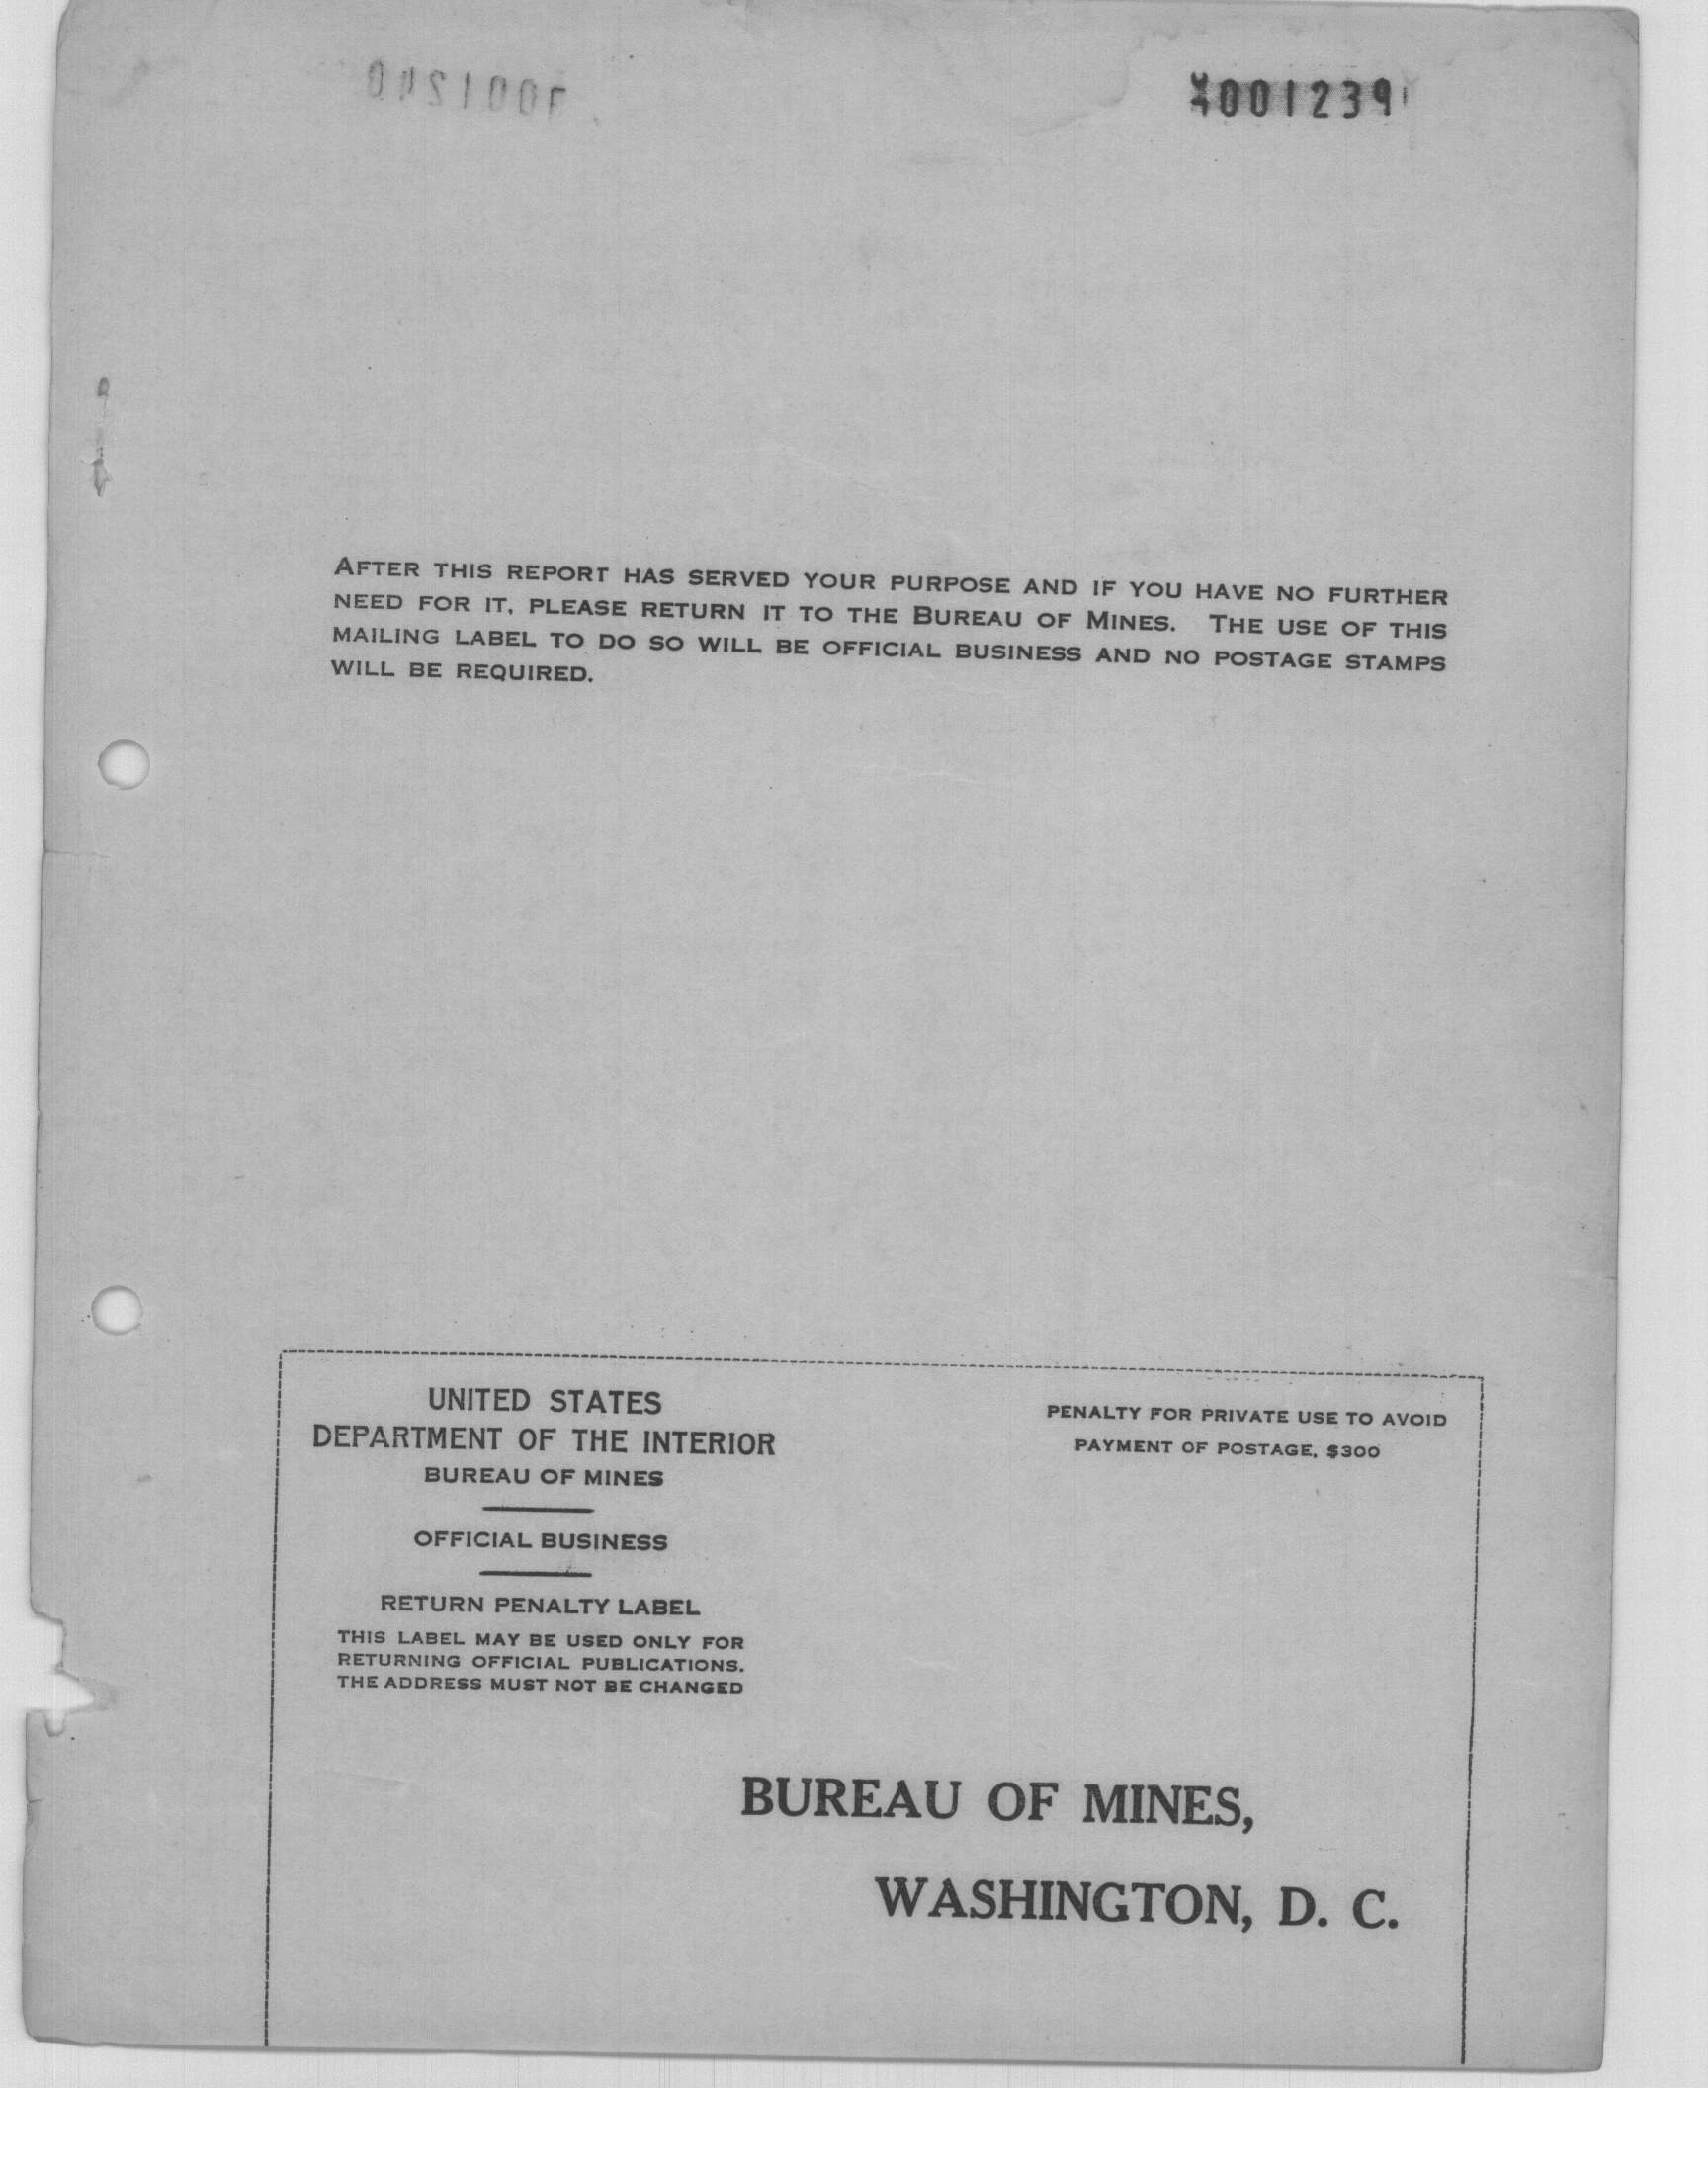 001239
AFTER THIS REPORT HAS SERVED YOUR PURPOSE AND IF YOU HAVE NO FURTHER
NEED FOR IT, PLEASE RETURN IT TO THE BUREAU OF MINES. THE USE OF THIS
MAILING LABEL TO DO SO WILL BE OFFICIAL BUSINESS AND NO POSTAGE STAMPS
WILL BE REQUIRED.
UNITED STATES
DEPARTMENT OF THE INTERIOR
BUREAU OF MINES
OFFICIAL BUSINESS
RETURN PENALTY LABEL
THIS LABEL MAY BE USED ONLY FOR
RETURNING OFFICIAL PUBLICATIONS.
THE ADDRESS MUST NOT BE CHANGED
PENALTY FOR PRIVATE USE TO AVOID
PAYMENT OF POSTAGE, $300
BUREAU OF MINES,
WASHINGTON, D. C.